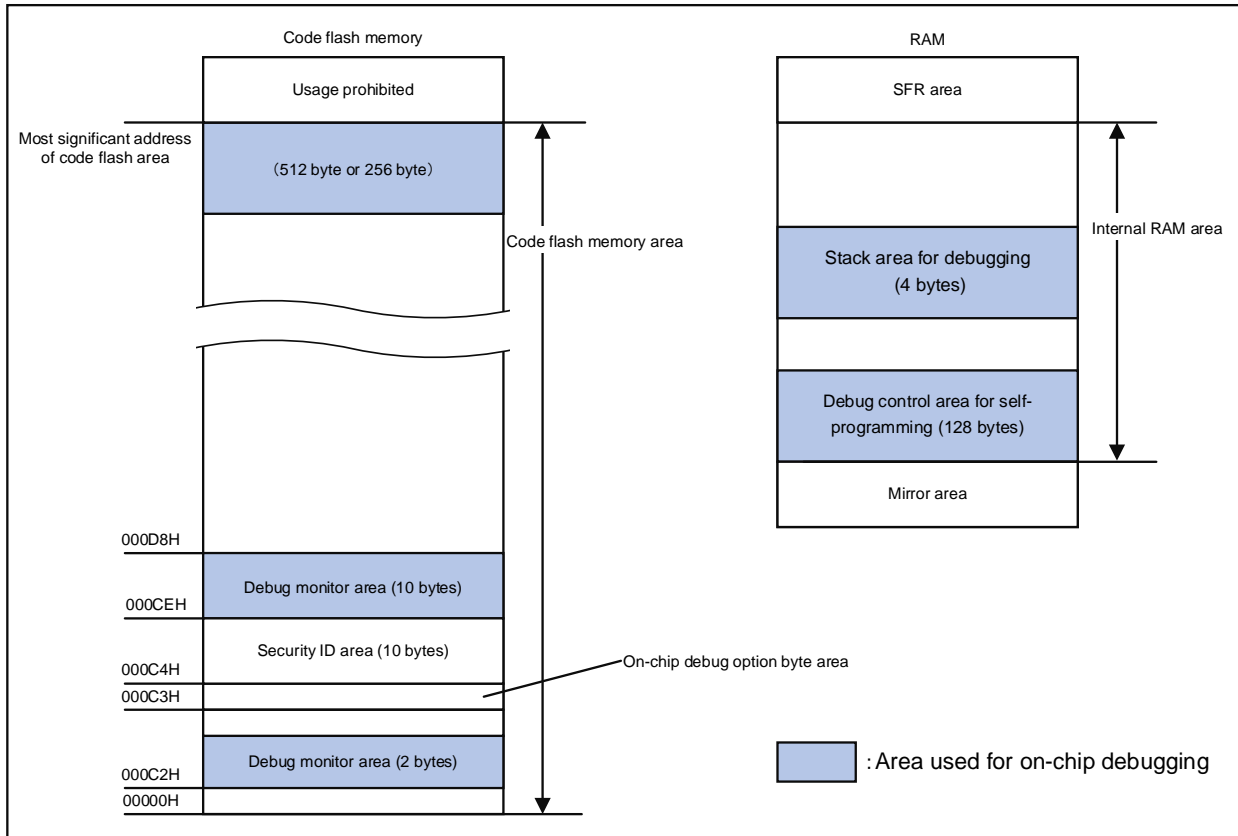 Code flash memory
Usage prohibited
Most significant address
of code flash area
(512 byte or 256 byte)
Code flash memory area
000D8H
Debug monitor area (10 bytes)
000CEH
Security ID area (10 bytes)
000C4H
On-chip debug option byte area
000C3H
Debug monitor area (2 bytes)
000C2H
00000H
RAM
SFR area
Internal RAM area
Stack area for debugging
(4 bytes)
Debug control area for self-
programming (128 bytes)
Mirror area
: Area used for on-chip debugging